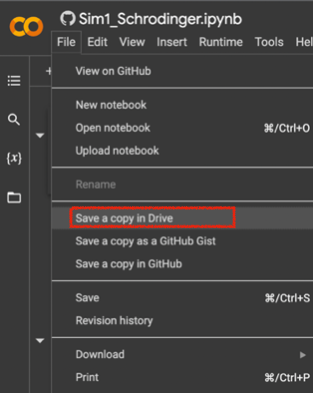 Sim1_Schrodinger.ipynb
File Edit View Insert Runtime Tools Hel
View on GitHub
New notebook
Open notebook ⌘/Ctrl+O
Upload notebook
Rename
Save a copy in Drive
Save a copy as a GitHub Gist
Save a copy in GitHub
Save ⌘/Ctrl+S
Revision history
Download
Print ⌘/Ctrl+P
{x}